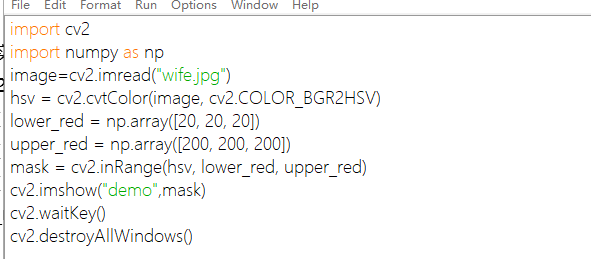 File Edit Format Run Options Window Help
import cv2
import numpy as np
image=cv2.imread("wife.jpg")
hsv = cv2.cvtColor(image, cv2.COLOR_BGR2HSV)
lower_red = np.array([20, 20, 20])
upper_red = np.array([200, 200, 200])
mask = cv2.inRange(hsv, lower_red, upper_red)
cv2.imshow("demo",mask)
cv2.waitKey()
cv2.destroyAllWindows()